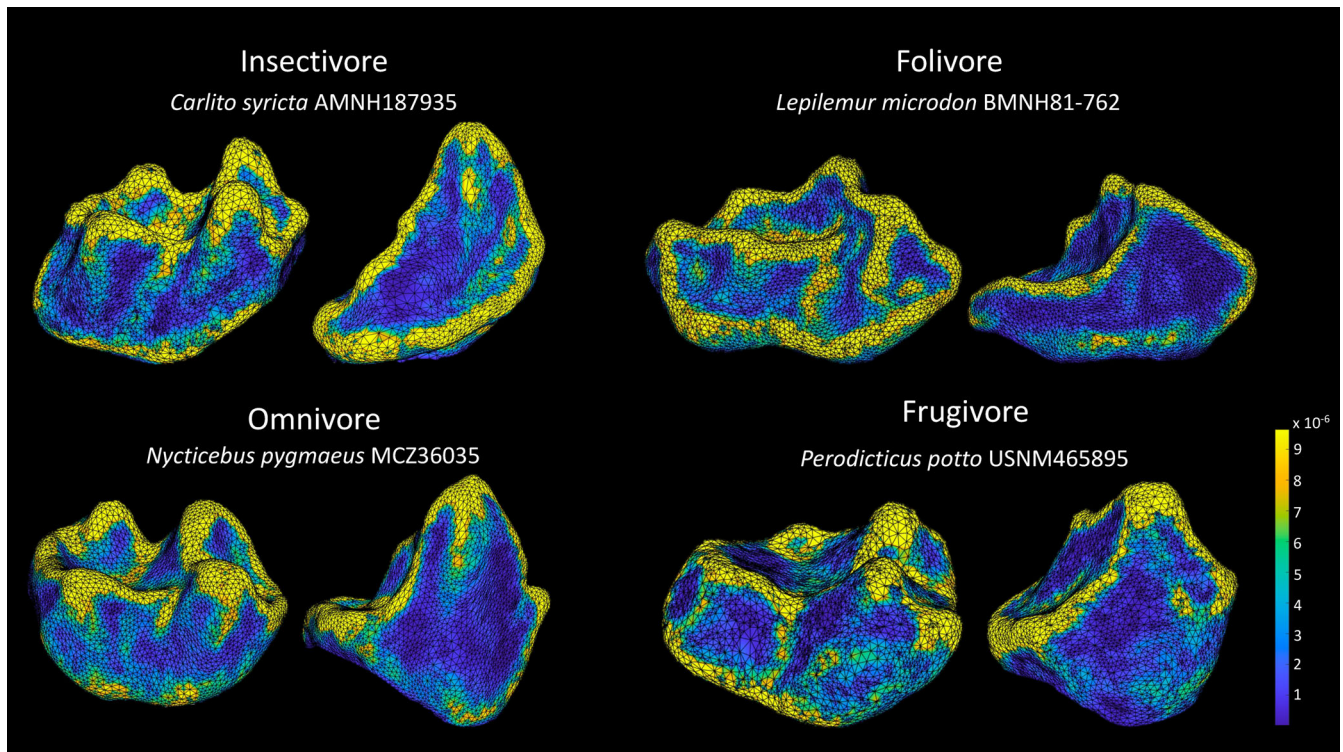 Insectivore
Carlito syricta AMNH187935
Folivore
Lepilemur microdon BMNH81-762
Omnivore
Nycticebus pygmaeus MCZ36035
Frugivore
Perodicticus potto USNM465895
x 10⁻⁶
9
8
7
6
5
4
3
2
1